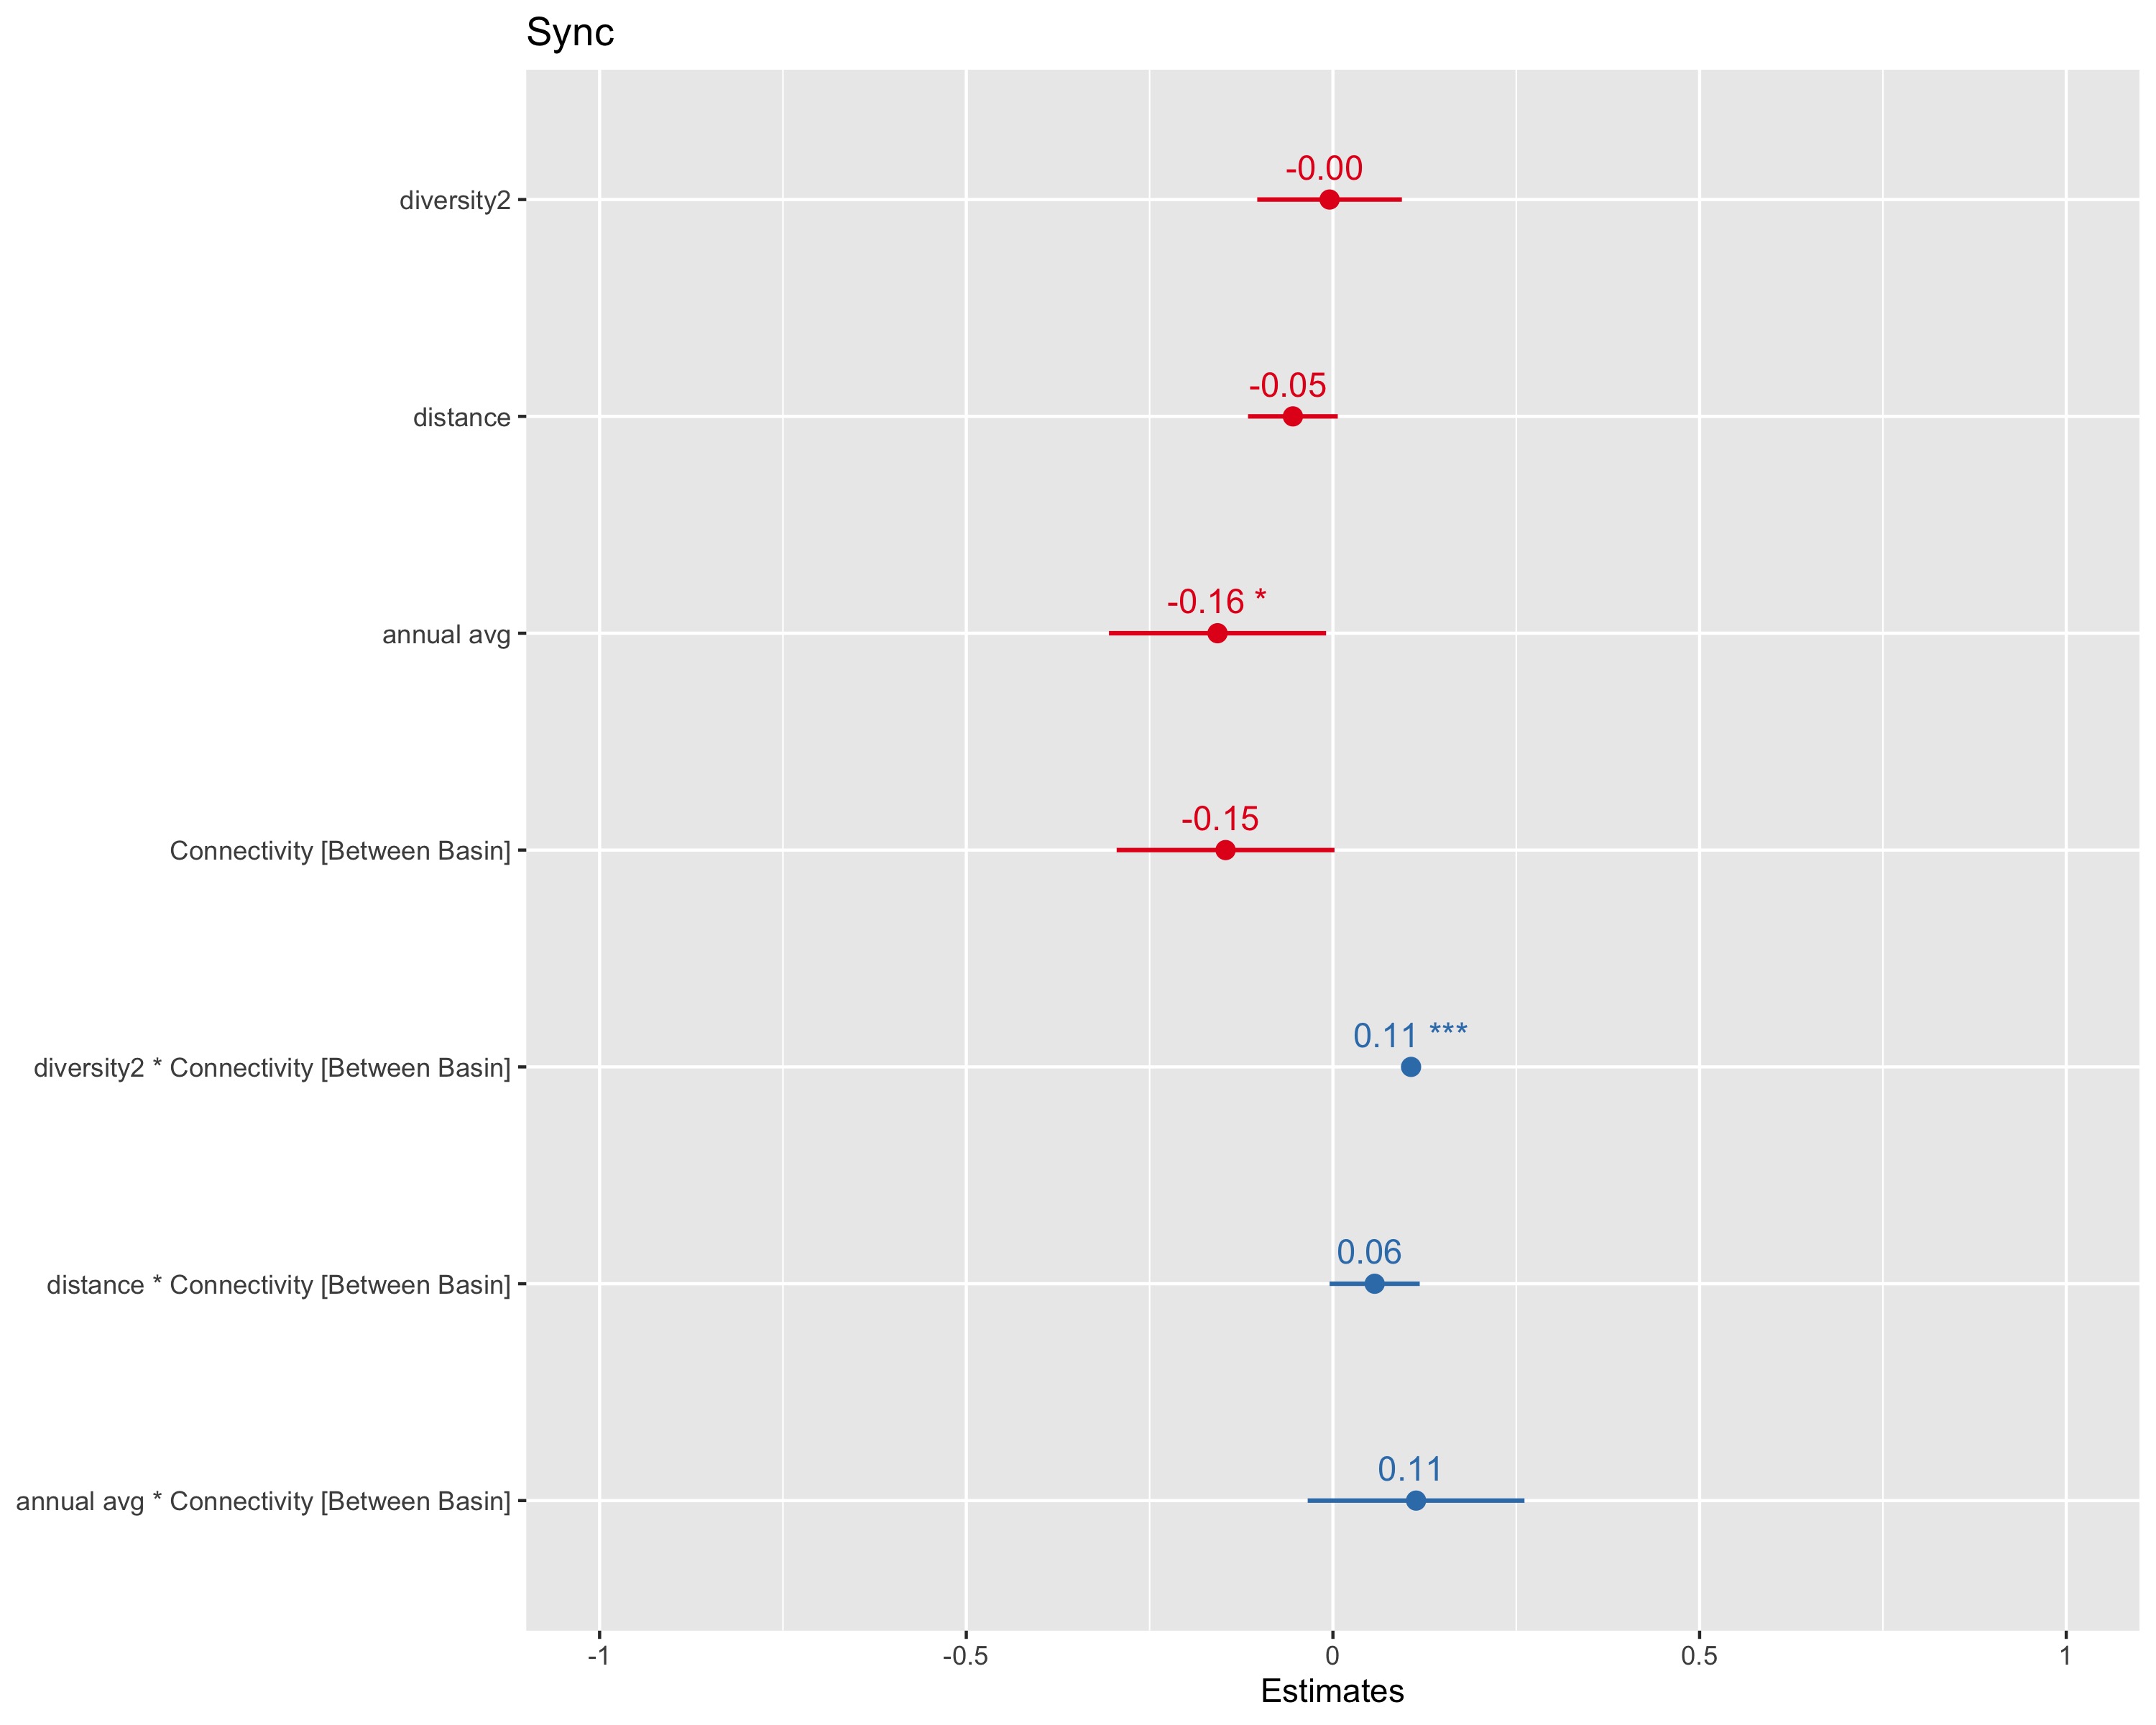 Sync
diversity2
-0.00
distance
-0.05
annual avg
-0.16 *
Connectivity [Between Basin]
-0.15
diversity2 * Connectivity [Between Basin]
0.11 ***
distance * Connectivity [Between Basin]
0.06
annual avg * Connectivity [Between Basin]
0.11
-1 -0.5 0 0.5 1
Estimates